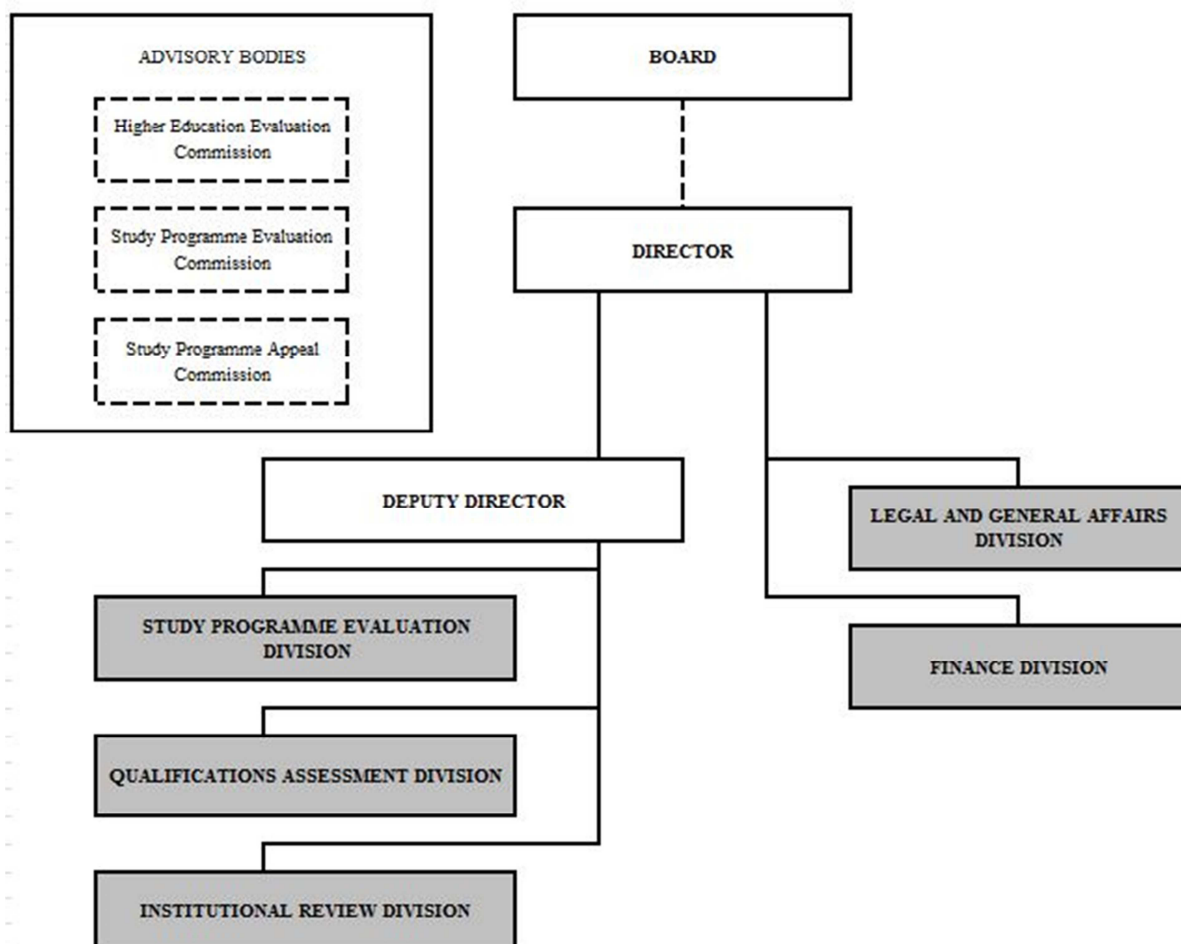 ADVISORY BODIES
Higher Education Evaluation
Commission
Study Programme Evaluation
Commission
Study Programme Appeal
Commission
BOARD
DIRECTOR
DEPUTY DIRECTOR
LEGAL AND GENERAL AFFAIRS
DIVISION
STUDY PROGRAMME EVALUATION
DIVISION
FINANCE DIVISION
QUALIFICATIONS ASSESSMENT DIVISION
INSTITUTIONAL REVIEW DIVISION